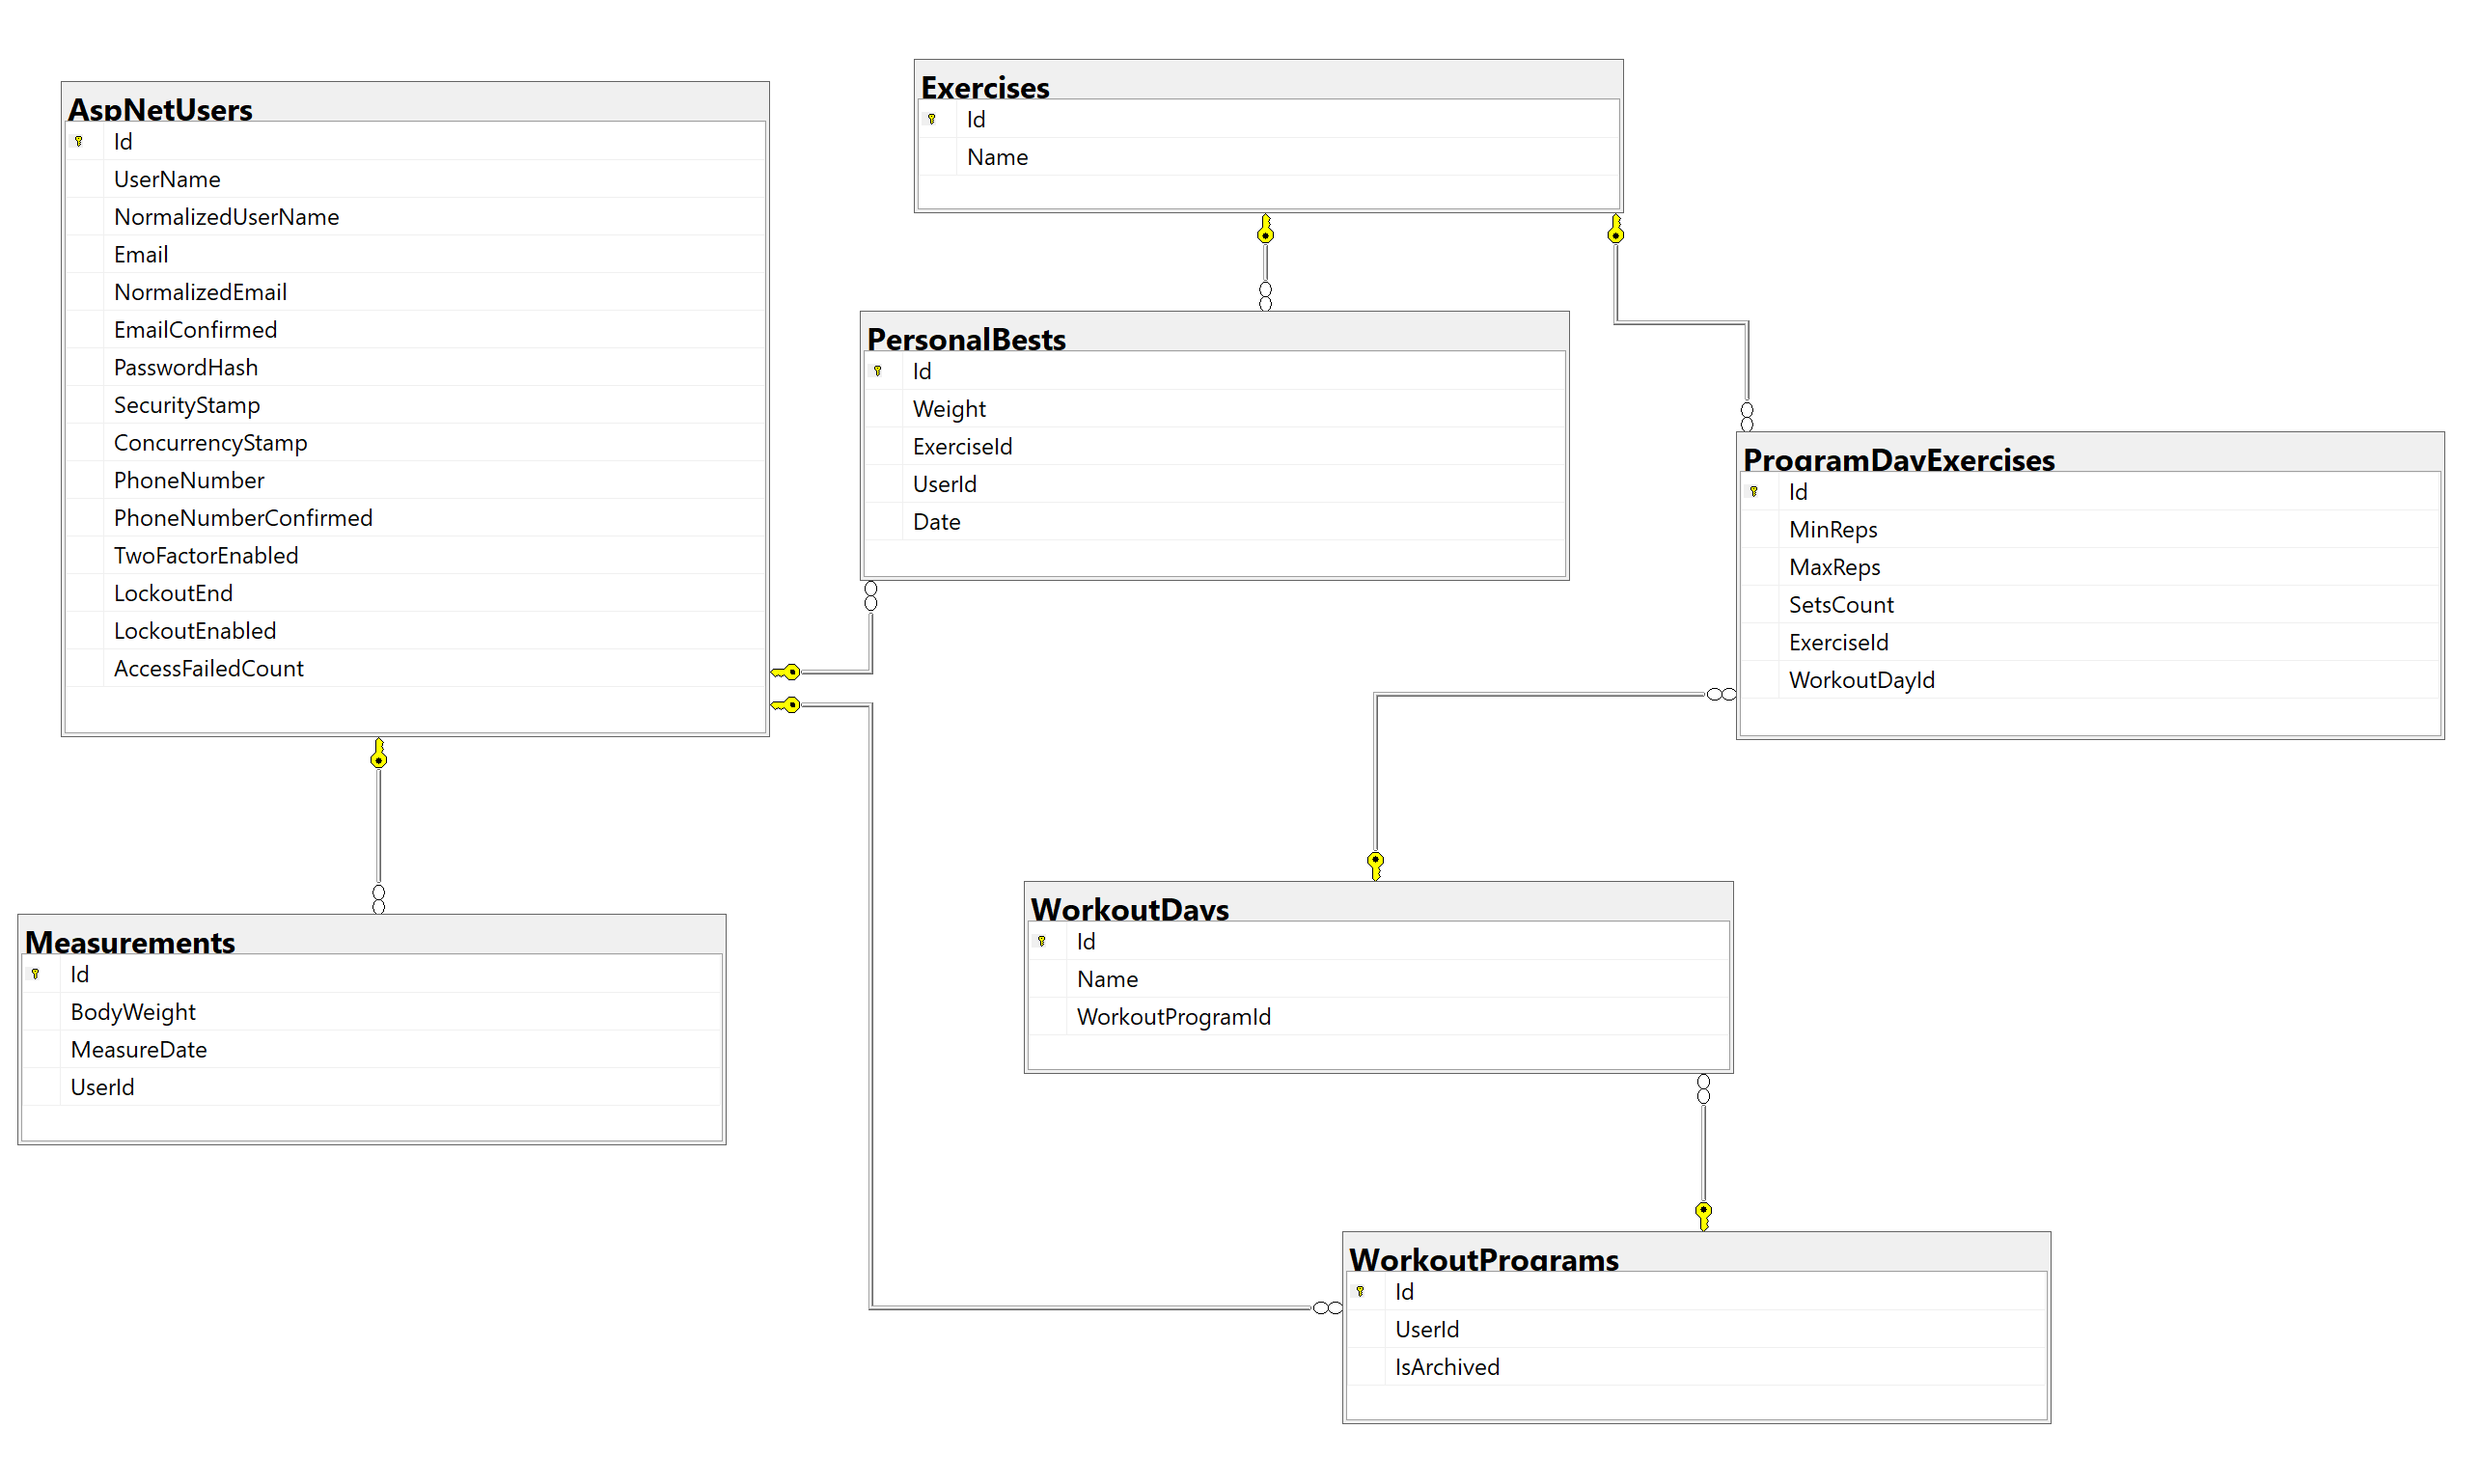 AspNetUsers
Id
UserName
NormalizedUserName
Email
NormalizedEmail
EmailConfirmed
PasswordHash
SecurityStamp
ConcurrencyStamp
PhoneNumber
PhoneNumberConfirmed
TwoFactorEnabled
LockoutEnd
LockoutEnabled
AccessFailedCount
Exercises
Id
Name
PersonalBests
Id
Weight
ExerciseId
UserId
Date
ProgramDayExercises
Id
MinReps
MaxReps
SetsCount
ExerciseId
WorkoutDayId
Measurements
Id
BodyWeight
MeasureDate
UserId
WorkoutDays
Id
Name
WorkoutProgramId
WorkoutPrograms
Id
UserId
IsArchived